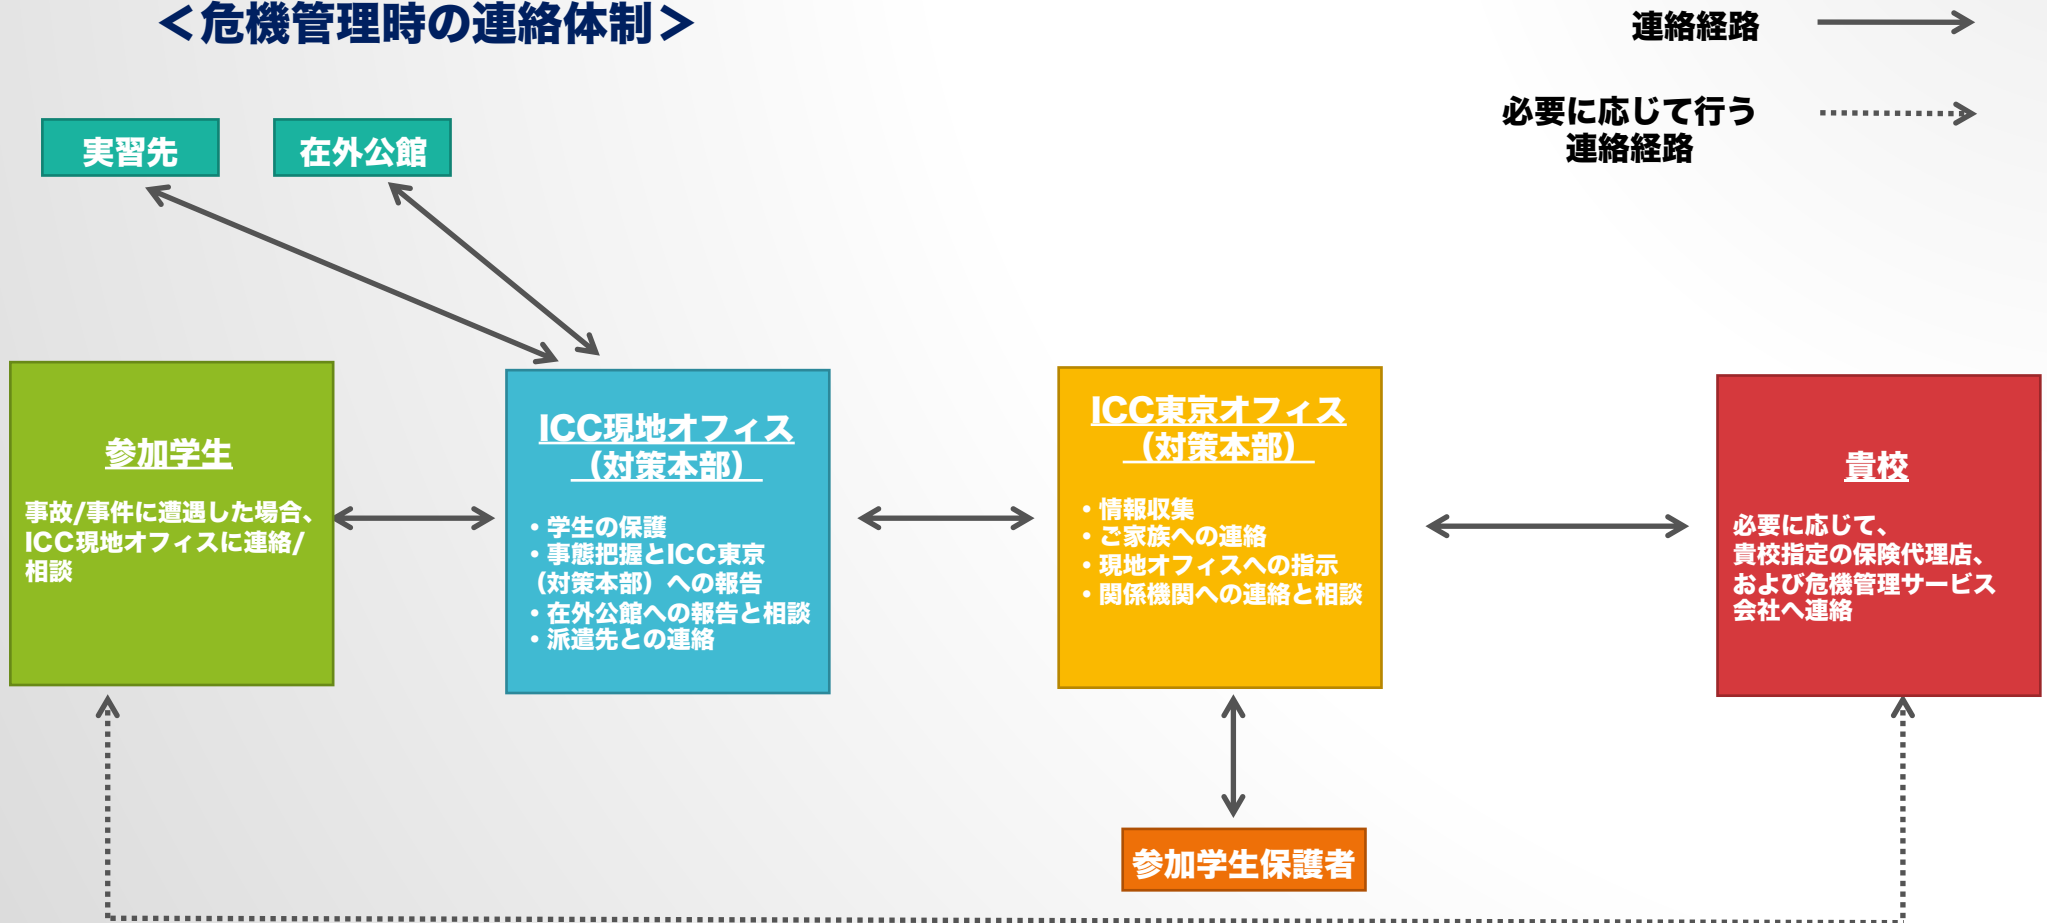 ＜危機管理時の連絡体制＞
連絡経路
必要に応じて行う
連絡経路
実習先
在外公館
参加学生
事故/事件に遭遇した場合、
ICC現地オフィスに連絡/
相談
ICC現地オフィス
（対策本部）
・学生の保護
・事態把握とICC東京
（対策本部）への報告
・在外公館への報告と相談
・派遣先との連絡
ICC東京オフィス
（対策本部）
・情報収集
・ご家族への連絡
・現地オフィスへの指示
・関係機関への連絡と相談
貴校
必要に応じて、
貴校指定の保険代理店、
および危機管理サービス
会社へ連絡
参加学生保護者